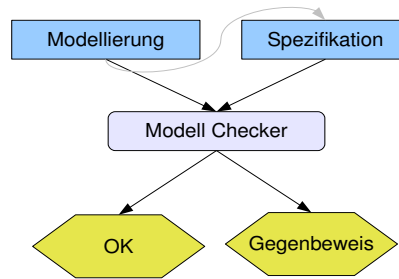 Modellierung
Spezifikation
Modell Checker
OK
Gegenbeweis